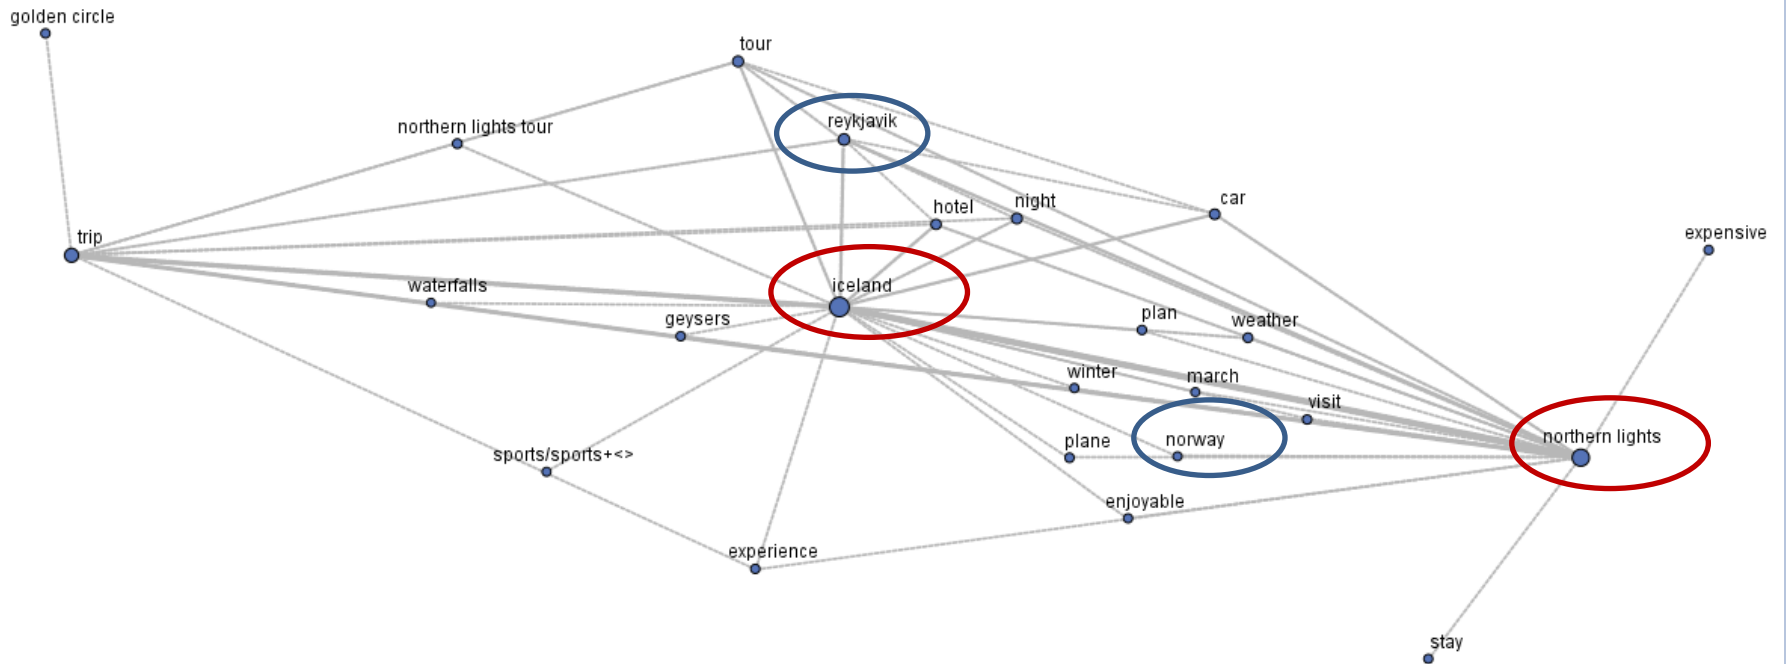 golden circle
tour
reykjavik
northern lights tour
car
night
hotel
expensive
trip
iceland
waterfalls
geysers
plan
weather
winter
march
visit
plane
norway
northern lights
sports/sports+<>
enjoyable
experience
stay